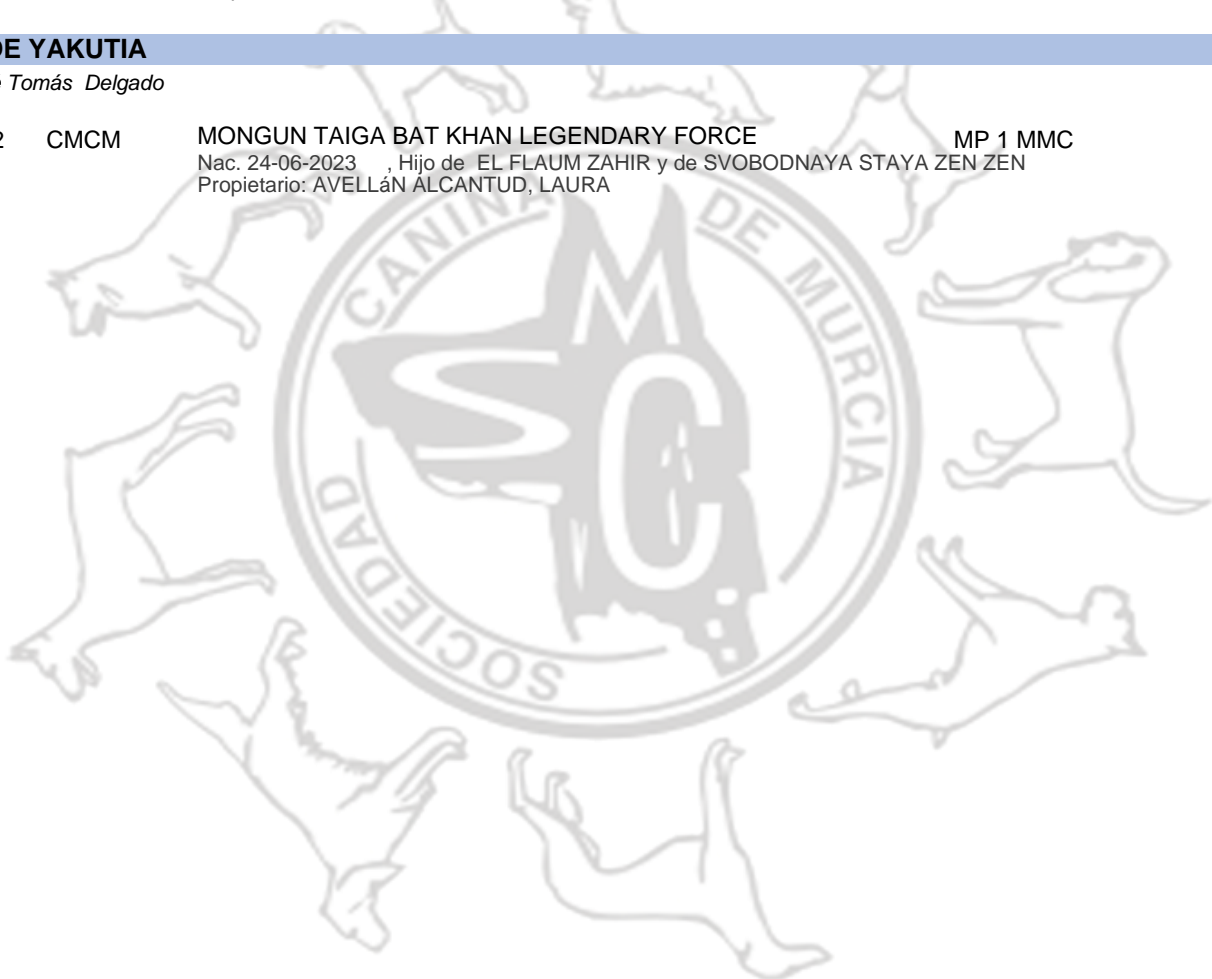 DE YAKUTIA
e Tomás Delgado
2 CMCM MONGUN TAIGA BAT KHAN LEGENDARY FORCE MP 1 MMC
Nac. 24-06-2023 , Hijo de EL FLAUM ZAHIR y de SVOBODNAYA STAYA ZEN ZEN
Propietario: AVELLáN ALCANTUD, LAURA
SOCIEDAD CANINA DE MURCIA
M
S
C